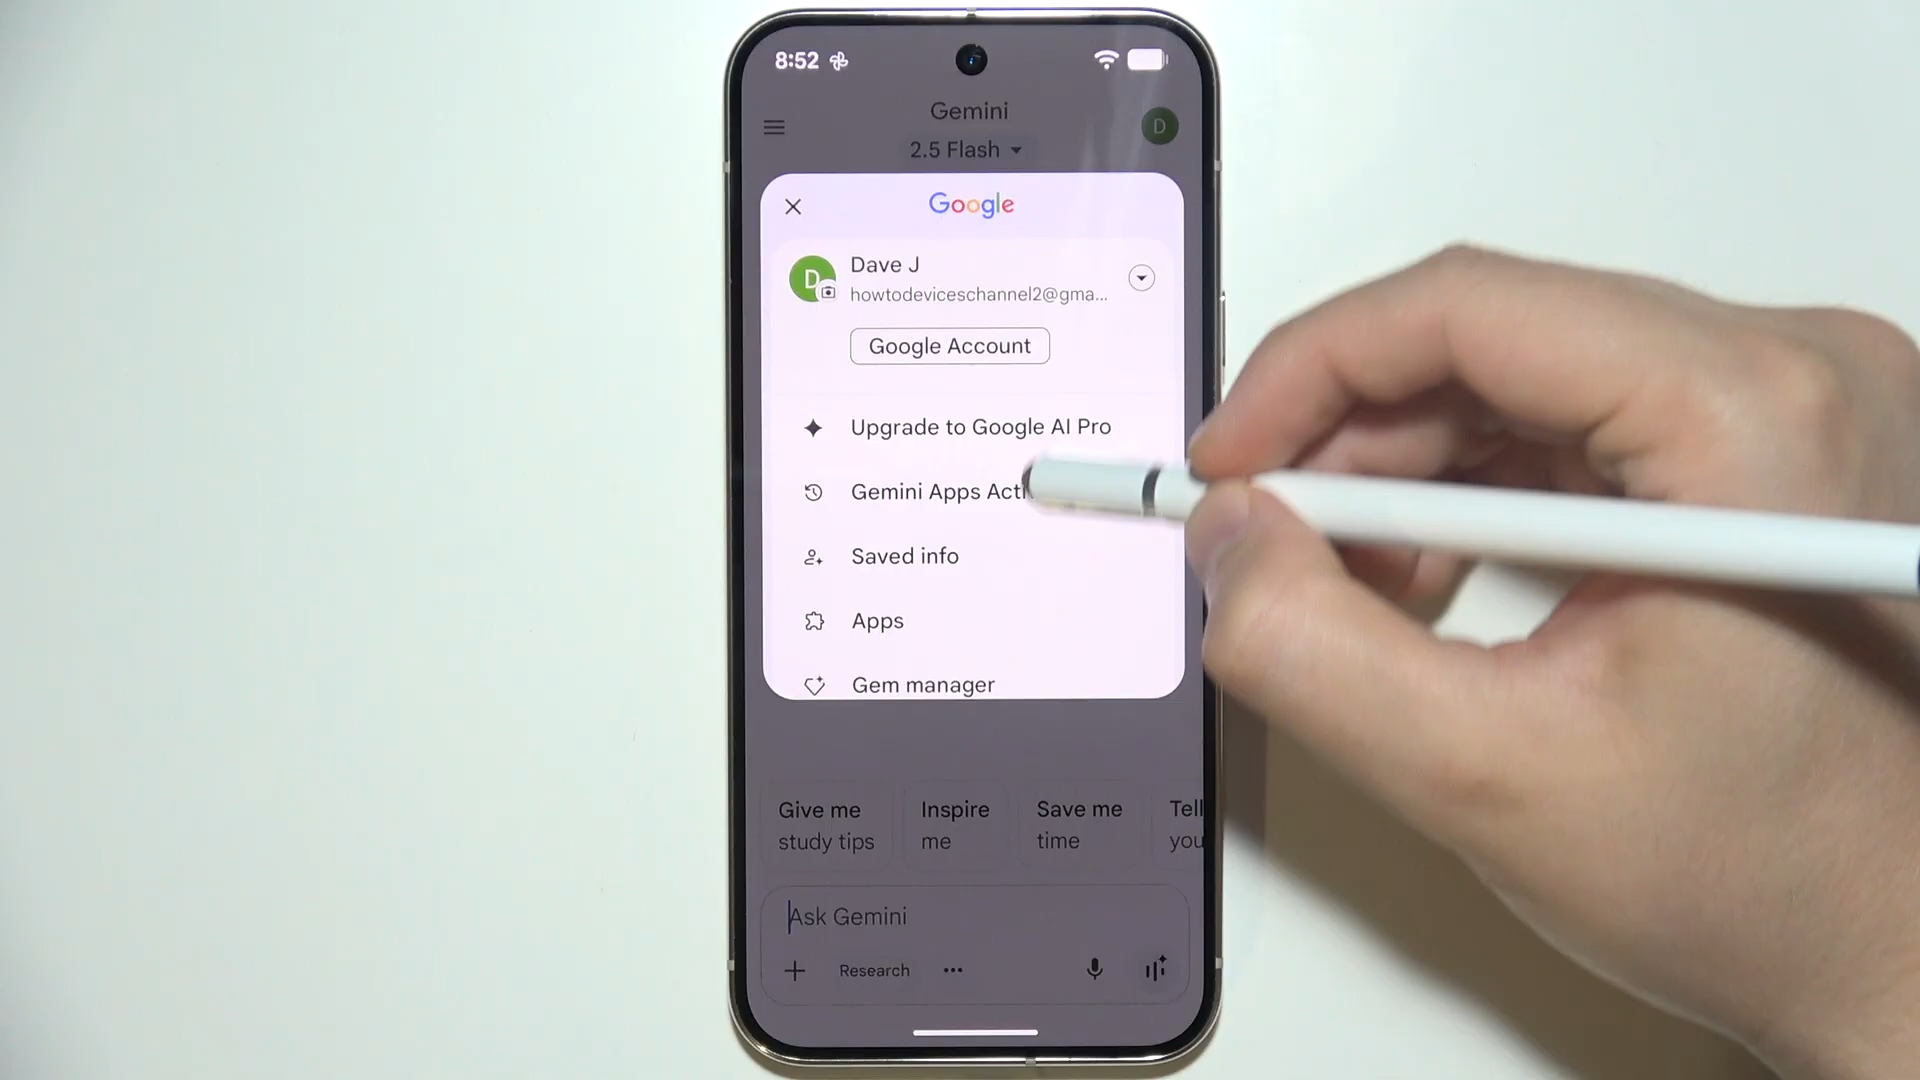 8:52
Gemini
D
2.5 Flash
Google
D
Dave J
howtodeviceschannel2@gma...
Google Account
Upgrade to Google AI Pro
Gemini Apps
Saved info
Apps
Gem manager
Give me
study tips
Inspire
me
Save me
time
Tell
you
Ask Gemini
Research